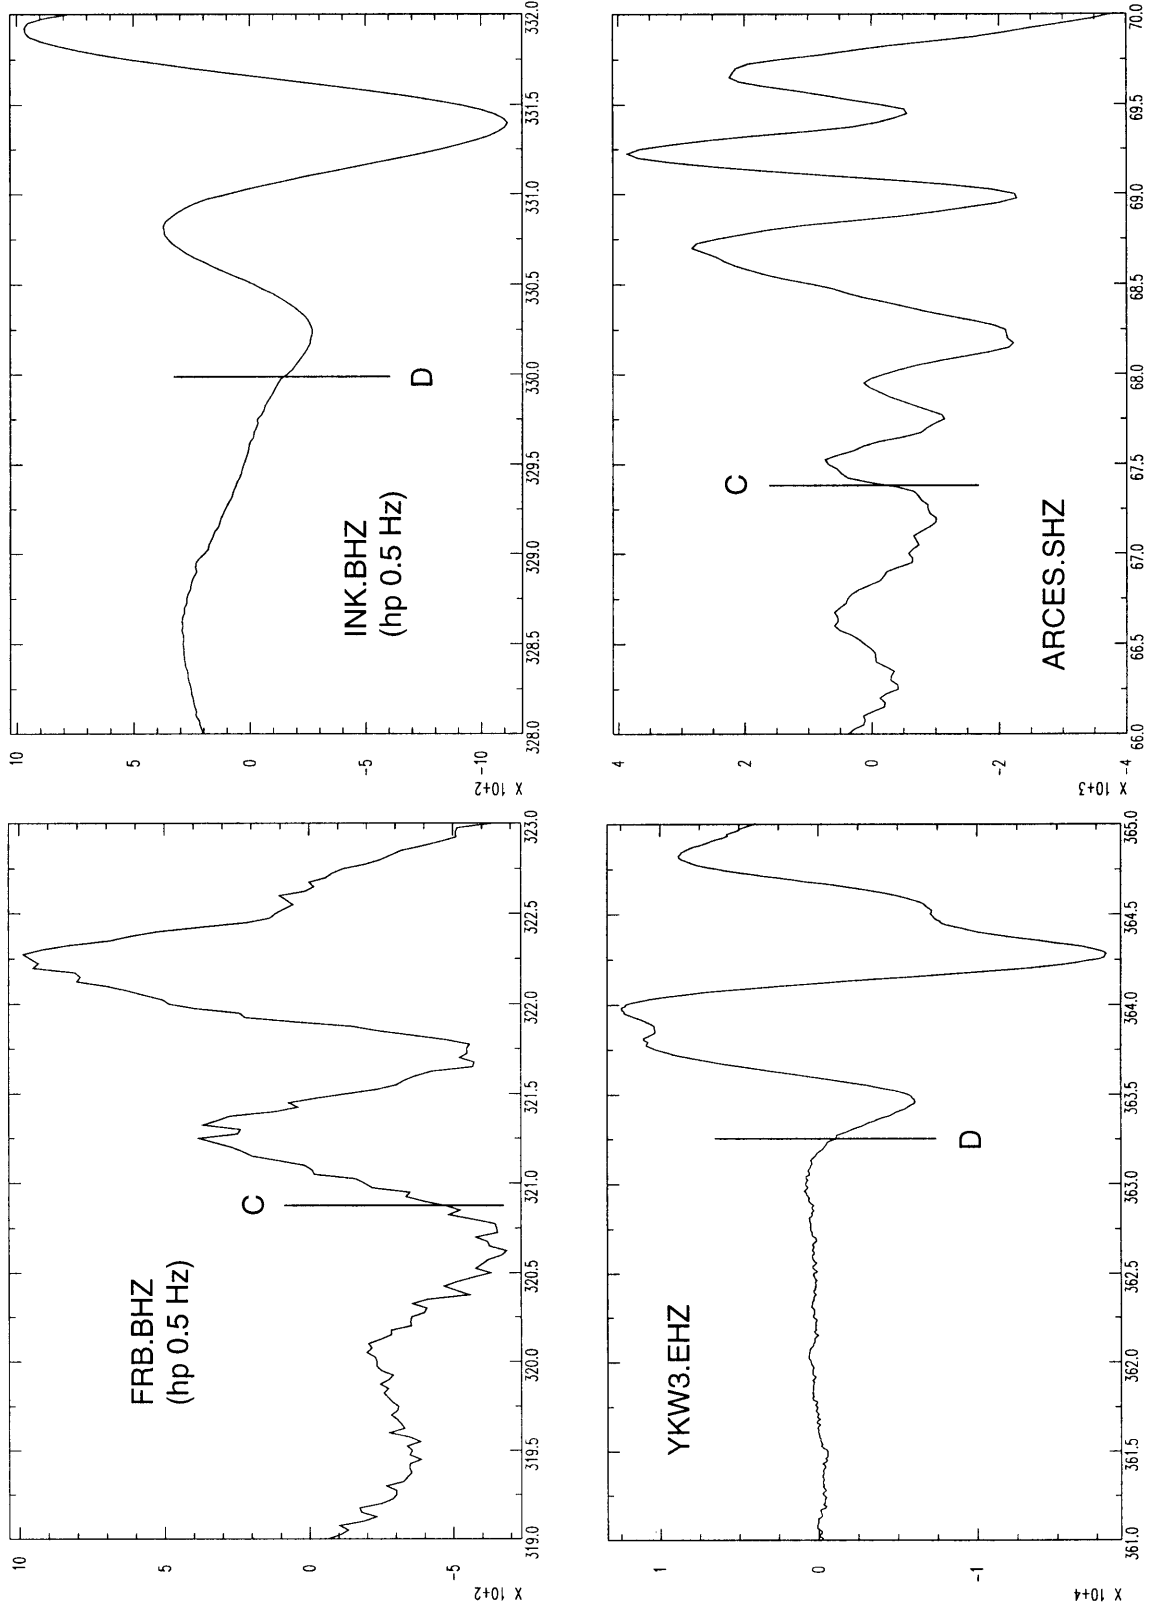 10
5
0
-5
X 10+2
FRB.BHZ
(hp 0.5 Hz)
C
319.0 319.5 320.0 320.5 321.0 321.5 322.0 322.5 323.0
10
5
0
-5
-10
X 10+2
INK.BHZ
(hp 0.5 Hz)
D
328.0 328.5 329.0 329.5 330.0 330.5 331.0 331.5 332.0
1
0
-1
X 10+4
YKW3.EHZ
D
361.0 361.5 362.0 362.5 363.0 363.5 364.0 364.5 365.0
4
2
0
-2
-4
X 10+3
C
ARCES.SHZ
66.0 66.5 67.0 67.5 68.0 68.5 69.0 69.5 70.0